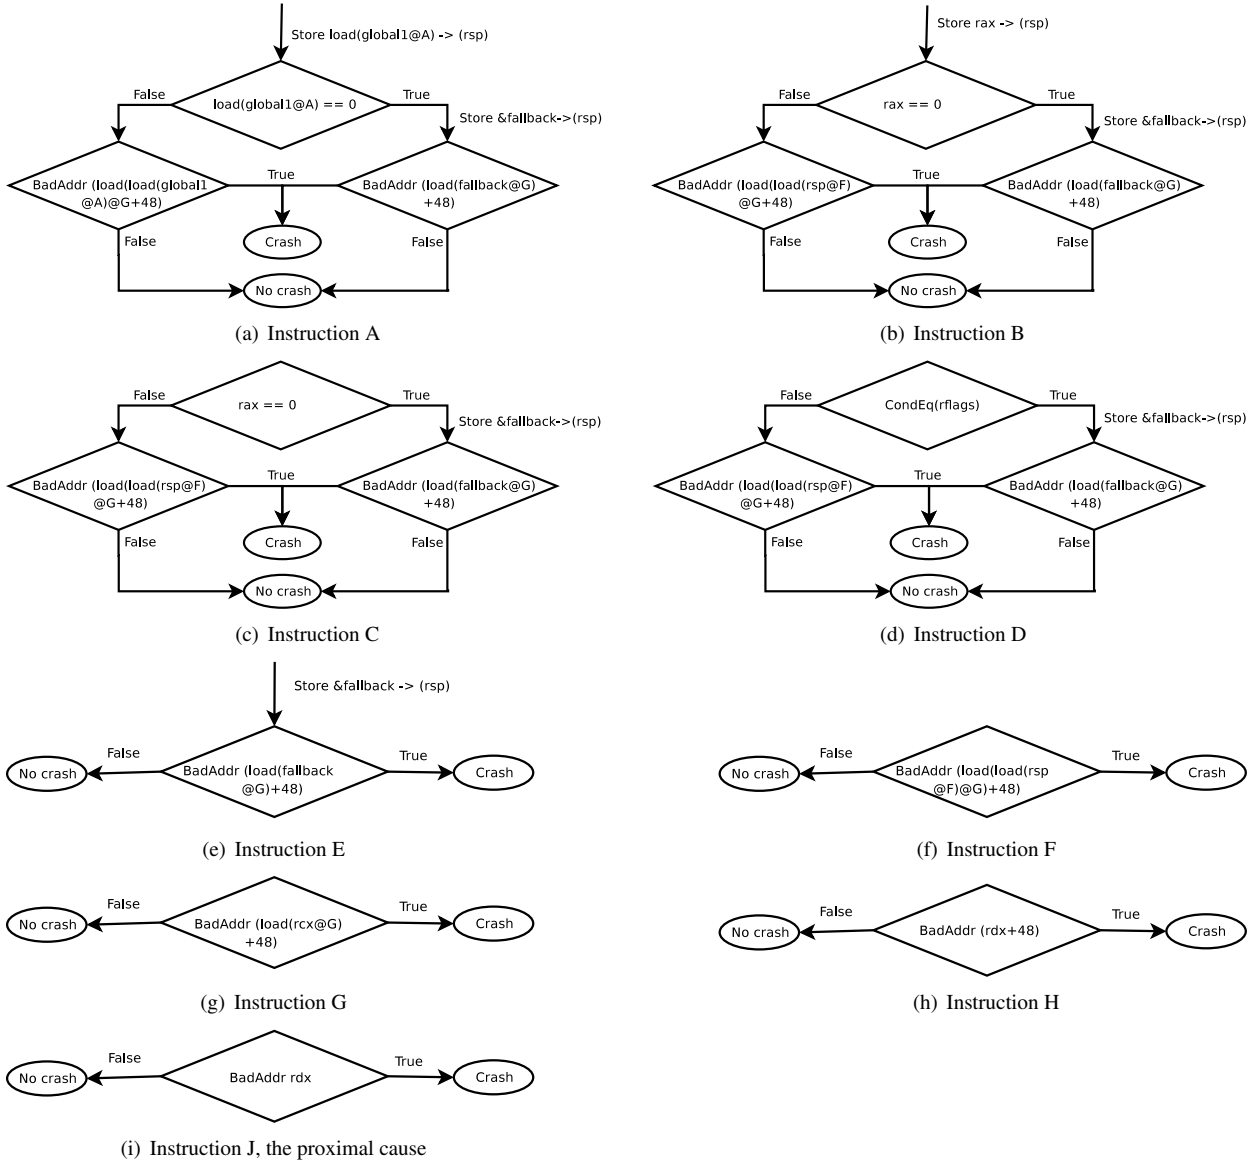 Store load(global1@A) -> (rsp)
False
load(global1@A) == 0
True
Store &fallback->(rsp)
BadAddr (load(load(global1
@A)@G+48)
True
BadAddr (load(fallback@G)
+48)
False
Crash
False
No crash
(a) Instruction A
Store rax -> (rsp)
False
rax == 0
True
Store &fallback->(rsp)
BadAddr (load(load(rsp@F)
@G+48)
True
BadAddr (load(fallback@G)
+48)
False
Crash
False
No crash
(b) Instruction B
False
rax == 0
True
Store &fallback->(rsp)
BadAddr (load(load(rsp@F)
@G+48)
True
BadAddr (load(fallback@G)
+48)
False
Crash
False
No crash
(c) Instruction C
False
CondEq(rflags)
True
Store &fallback->(rsp)
BadAddr (load(load(rsp@F)
@G+48)
True
BadAddr (load(fallback@G)
+48)
False
Crash
False
No crash
(d) Instruction D
Store &fallback -> (rsp)
No crash
False
BadAddr (load(fallback
@G)+48)
True
Crash
(e) Instruction E
No crash
False
BadAddr (load(load(rsp
@F)@G)+48)
True
Crash
(f) Instruction F
No crash
False
BadAddr (load(rcx@G)
+48)
True
Crash
(g) Instruction G
No crash
False
BadAddr (rdx+48)
True
Crash
(h) Instruction H
No crash
False
BadAddr rdx
True
Crash
(i) Instruction J, the proximal cause